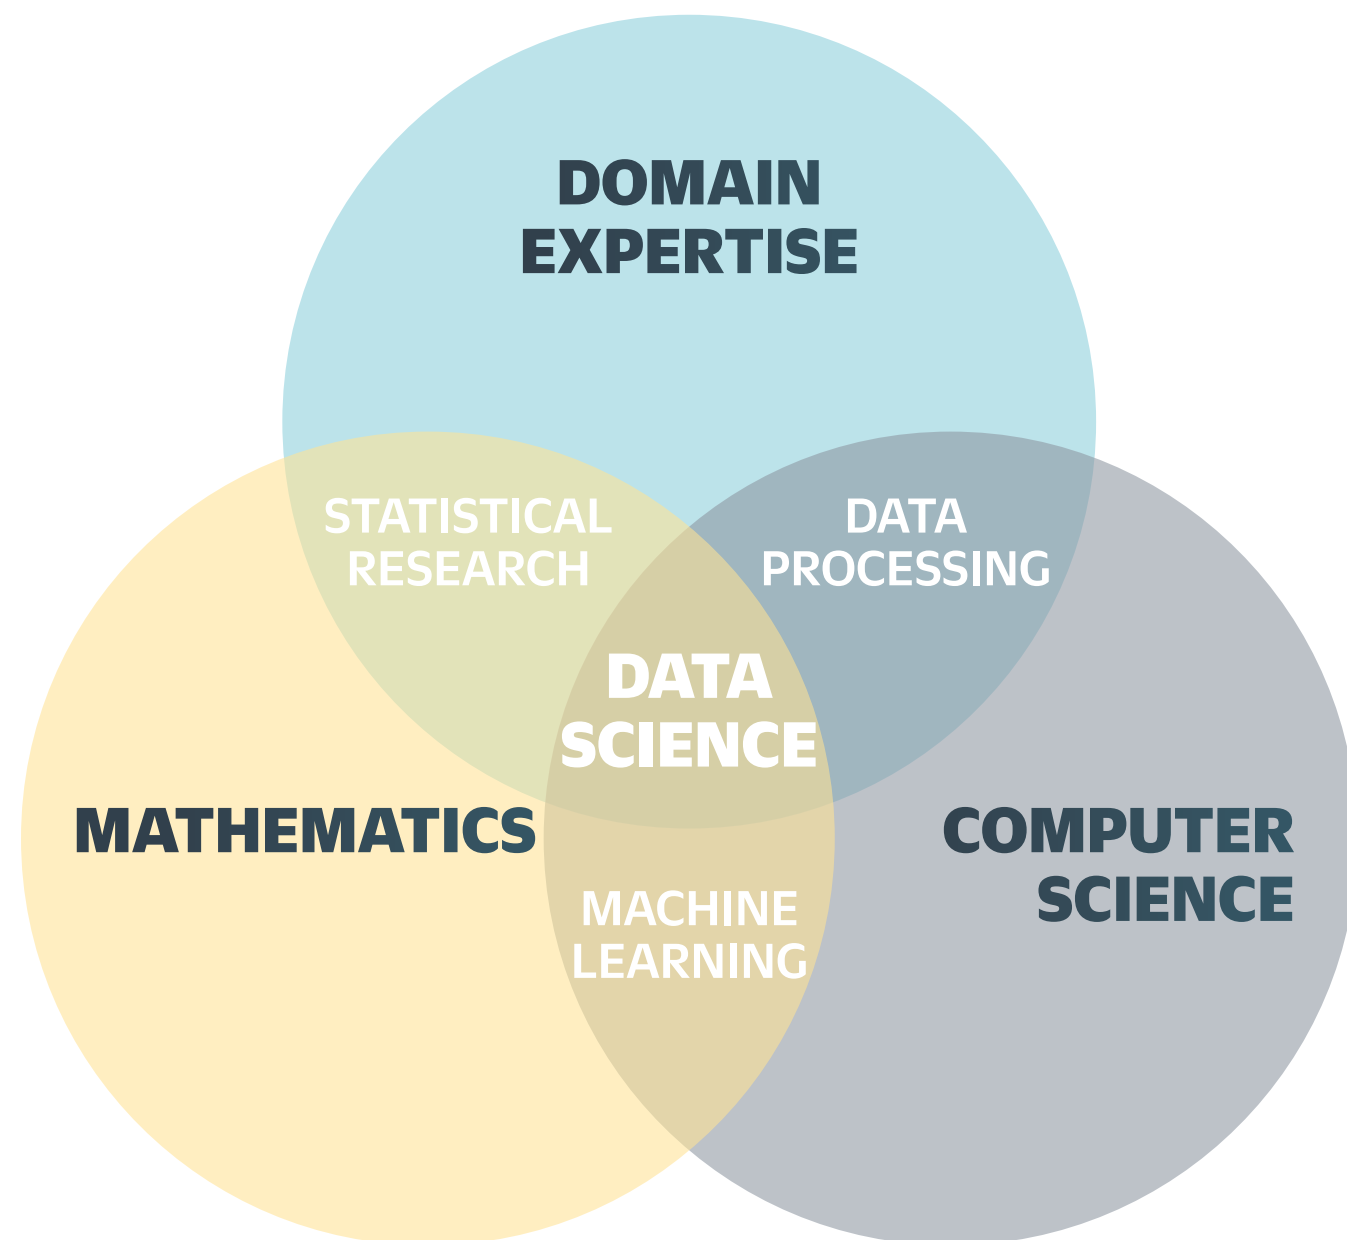 DOMAIN
EXPERTISE
STATISTICAL
RESEARCH
DATA
PROCESSING
DATA
SCIENCE
MATHEMATICS
COMPUTER
SCIENCE
MACHINE
LEARNING